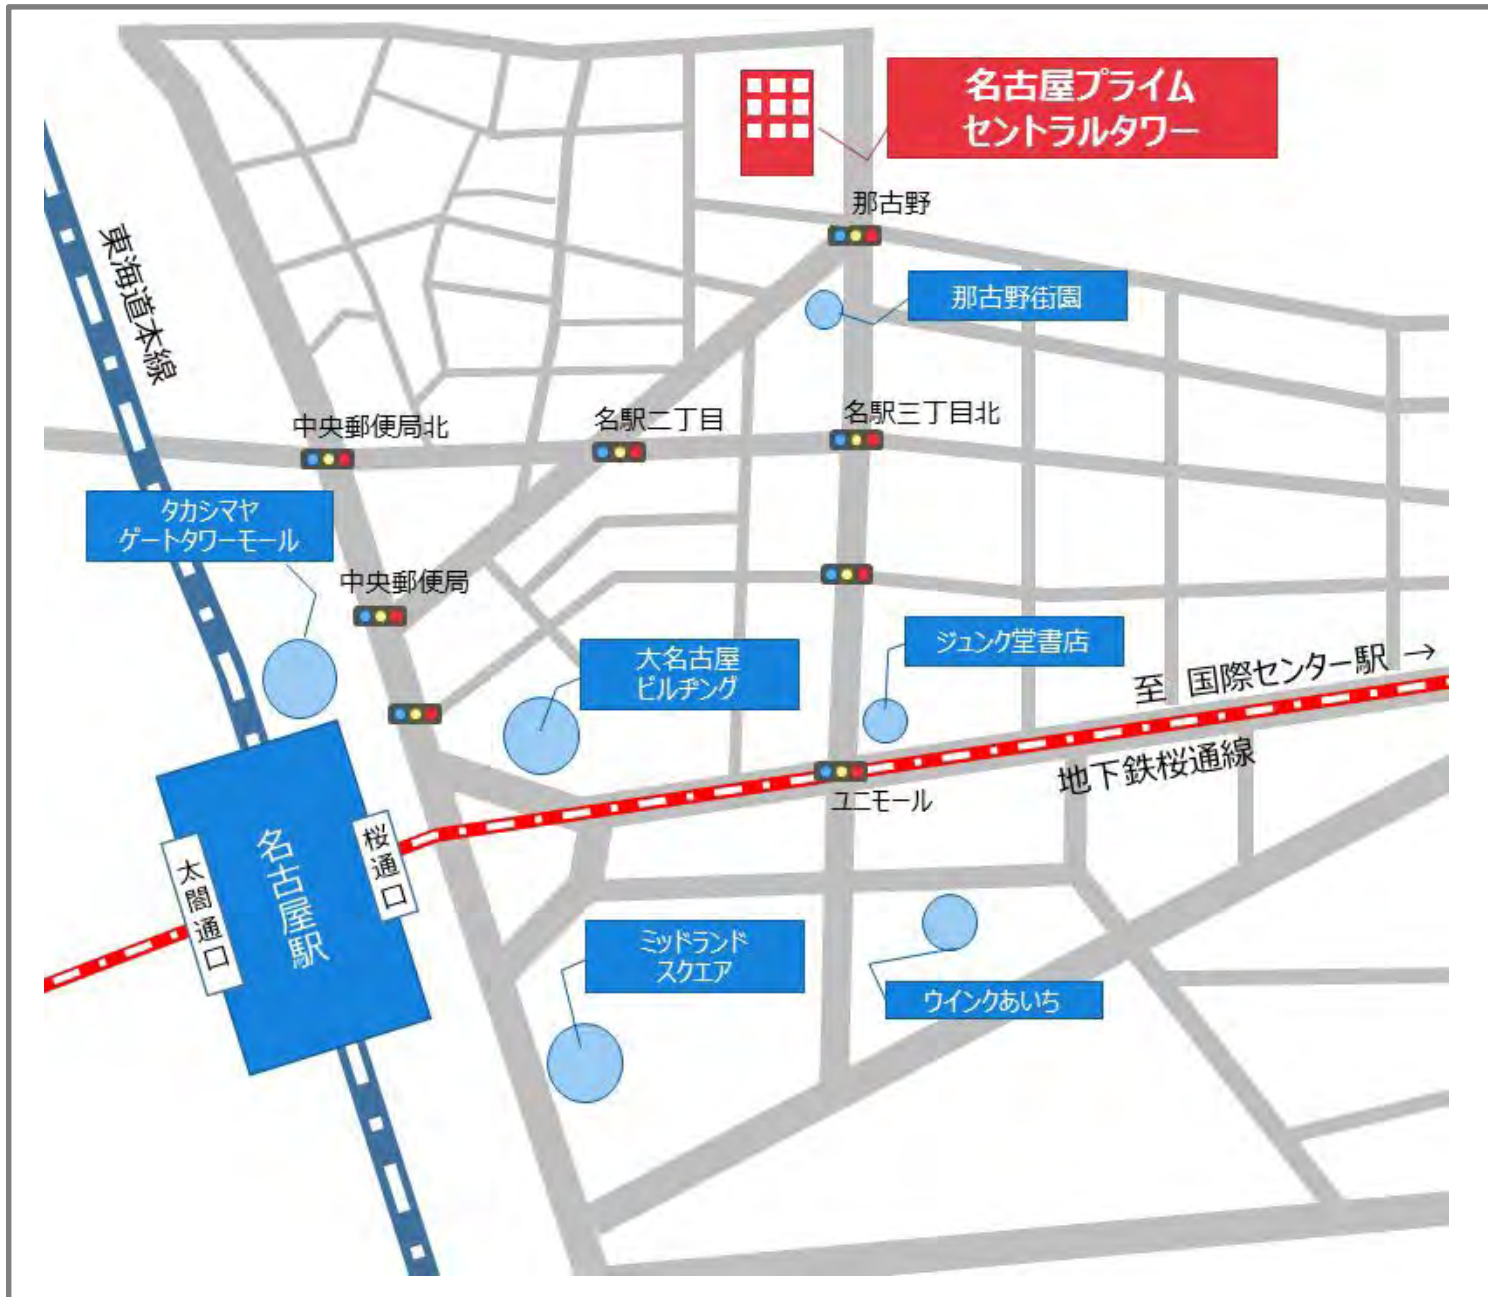 名古屋プライム
セントラルタワー
那古野
東海道本線
那古野街園
中央郵便局北
名駅二丁目
名駅三丁目北
タカシマヤ
ゲートタワーモール
中央郵便局
大名古屋
ビルヂング
ジュンク堂書店
至 国際センター駅 →
地下鉄桜通線
ユニモール
名古屋駅
桜通口
太閤通口
ミッドランド
スクエア
ウインクあいち